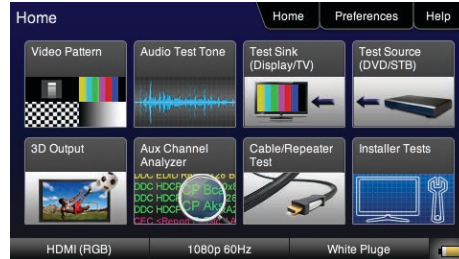 Home
Home
Preferences
Help
Video Pattern
Audio Test Tone
Test Sink
(Display/TV)
Test Source
(DVD/STB)
3D Output
Aux Channel
Analyzer
Cable/Repeater
Test
Installer Tests
HDMI (RGB)
1080p 60Hz
White Pluge